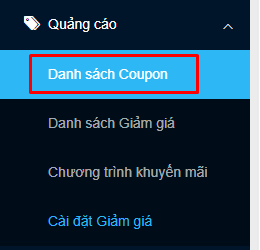 Quảng cáo
Danh sách Coupon
Danh sách Giảm giá
Chương trình khuyến mãi
Cài đặt Giảm giá